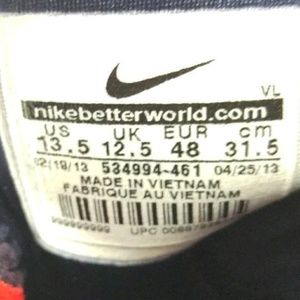 VL
nikebetterworld.com
US UK EUR cm
13.5 12.5 48 31.5
02/19/13 534994-461 04/25/13
MADE IN VIETNAM
FABRIQUE AU VIETNAM
UPC